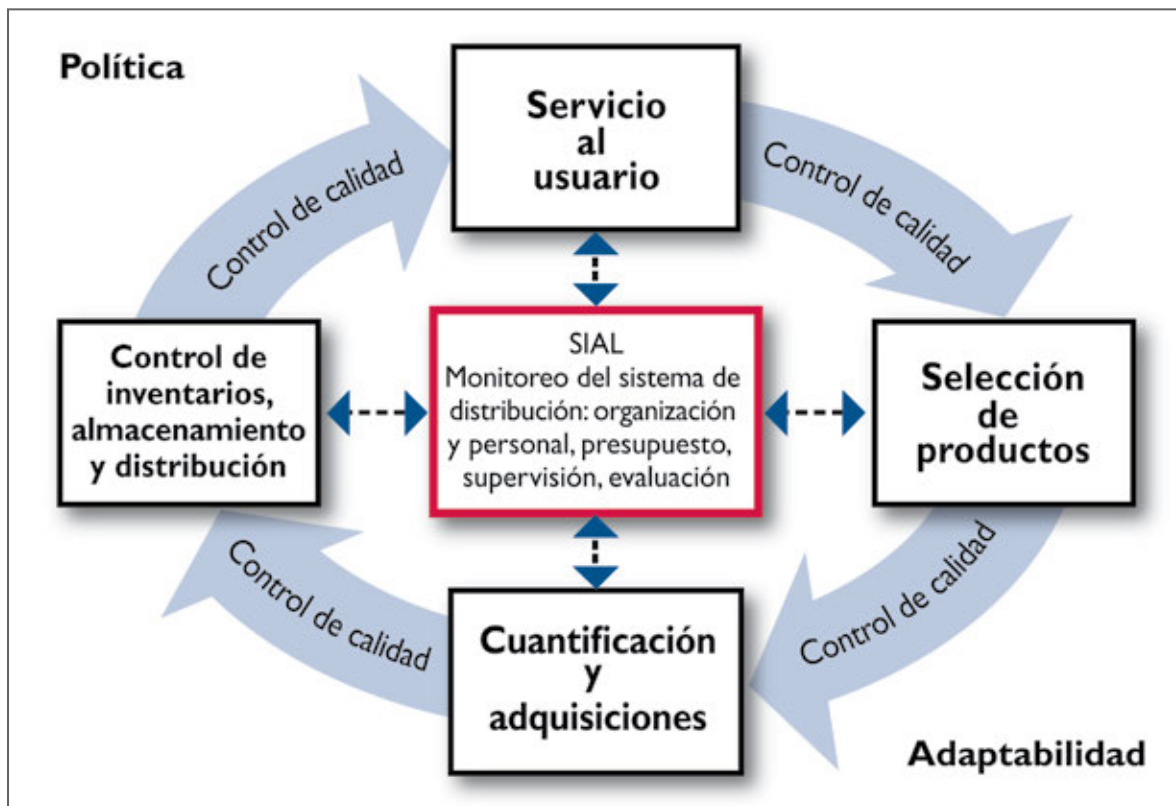 Política
Servicio
al
usuario
Control de calidad
Control de calidad
Control de
inventarios,
almacenamiento
y distribución
SIAL
Monitoreo del sistema de
distribución: organización
y personal, presupuesto,
supervisión, evaluación
Selección
de
productos
Control de calidad
Control de calidad
Cuantificación
y
adquisiciones
Adaptabilidad